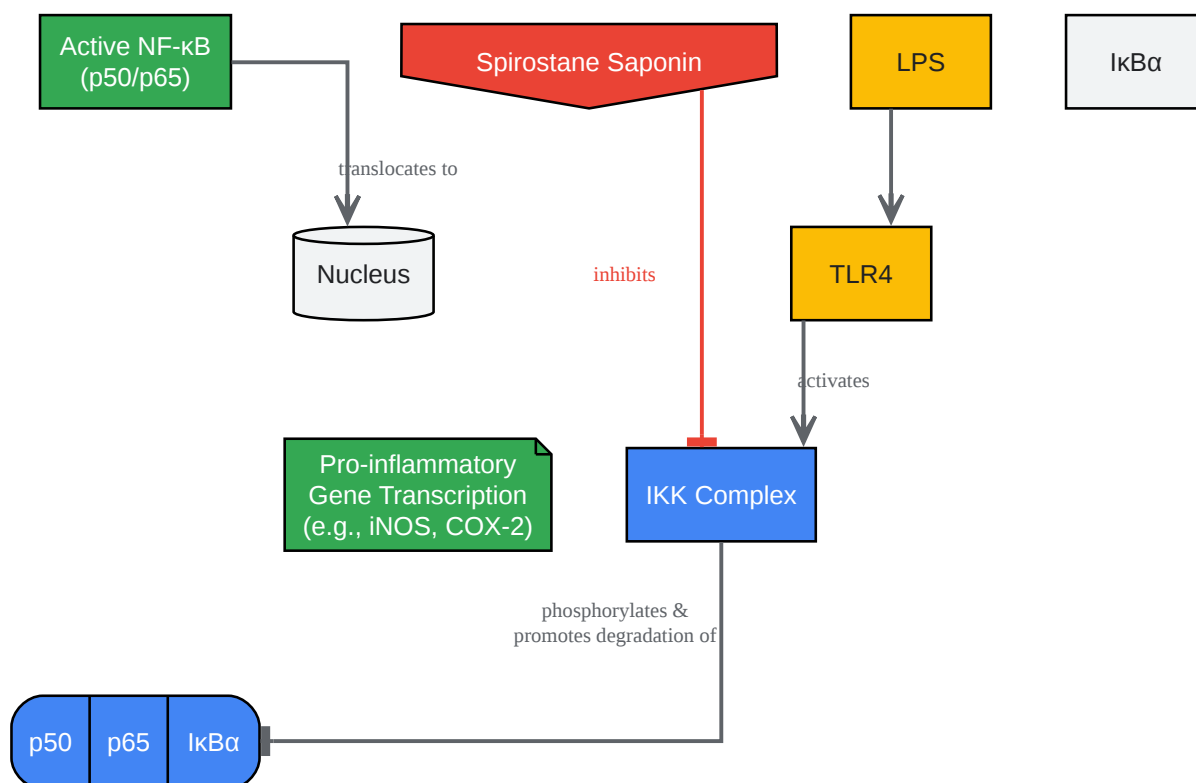 Active NF-κB
(p50/p65)
Spirostane Saponin
LPS
IκBα
translocates to
Nucleus
inhibits
TLR4
activates
Pro-inflammatory
Gene Transcription
(e.g., iNOS, COX-2)
IKK Complex
phosphorylates &
promotes degradation of
p50
p65
IκBα